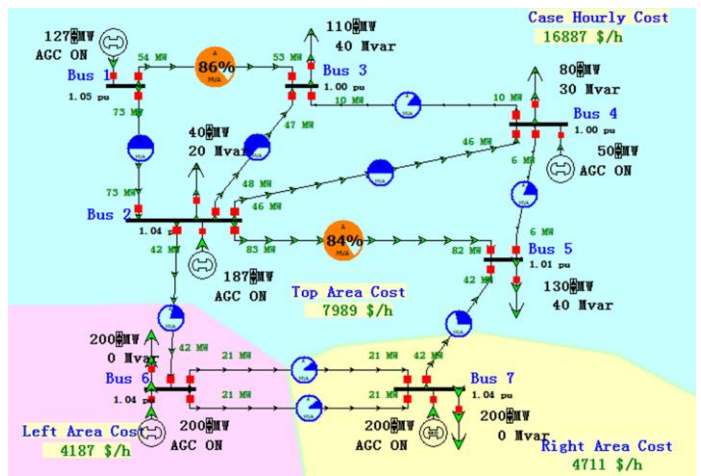 Case Hourly Cost
16887 $/h
127 MW
AGC ON
Bus 1
1.05 pu
54 MW
86%
MVA
53 MW
110 MW
40 Mvar
Bus 3
1.00 pu
10 MW
10 MW
80 MW
30 Mvar
Bus 4
1.00 pu
50 MW
AGC ON
73 MW
MVA
73 MW
40 MW
20 Mvar
47 MW
48 MW
46 MW
46 MW
6 MW
6 MW
Bus 2
1.04 pu
42 MW
83 MW
84%
MVA
82 MW
Bus 5
1.01 pu
42 MW
187 MW
AGC ON
Top Area Cost
7989 $/h
130 MW
40 Mvar
200 MW
0 Mvar
42 MW
21 MW
21 MW
42 MW
Bus 6
1.04 pu
21 MW
21 MW
Bus 7
1.04 pu
200 MW
AGC ON
200 MW
AGC ON
200 MW
0 Mvar
Left Area Cost
4187 $/h
Right Area Cost
4711 $/h